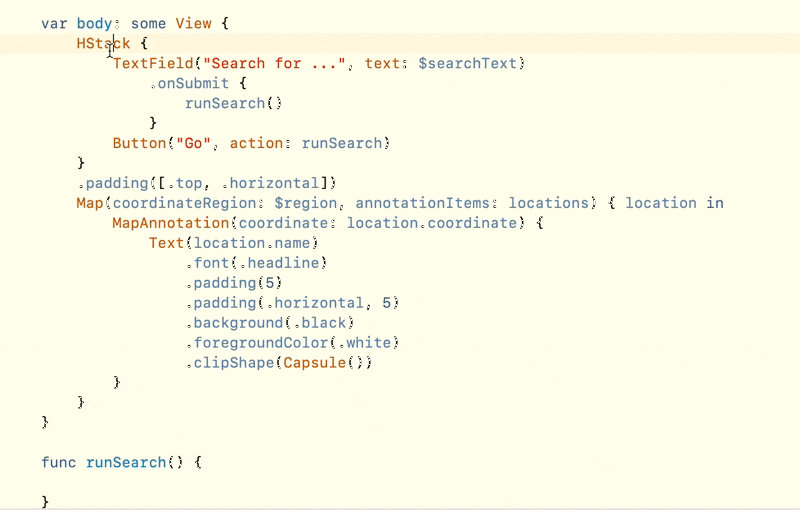 var body: some View {
    HStack {
        TextField("Search for ...", text: $searchText)
            .onSubmit {
                runSearch()
            }
        Button("Go", action: runSearch)
    }
    .padding([.top, .horizontal])
    Map(coordinateRegion: $region, annotationItems: locations) { location in
        MapAnnotation(coordinate: location.coordinate) {
            Text(location.name)
                .font(.headline)
                .padding(5)
                .padding(.horizontal, 5)
                .background(.black)
                .foregroundColor(.white)
                .clipShape(Capsule())
        }
    }
}
func runSearch() {
}